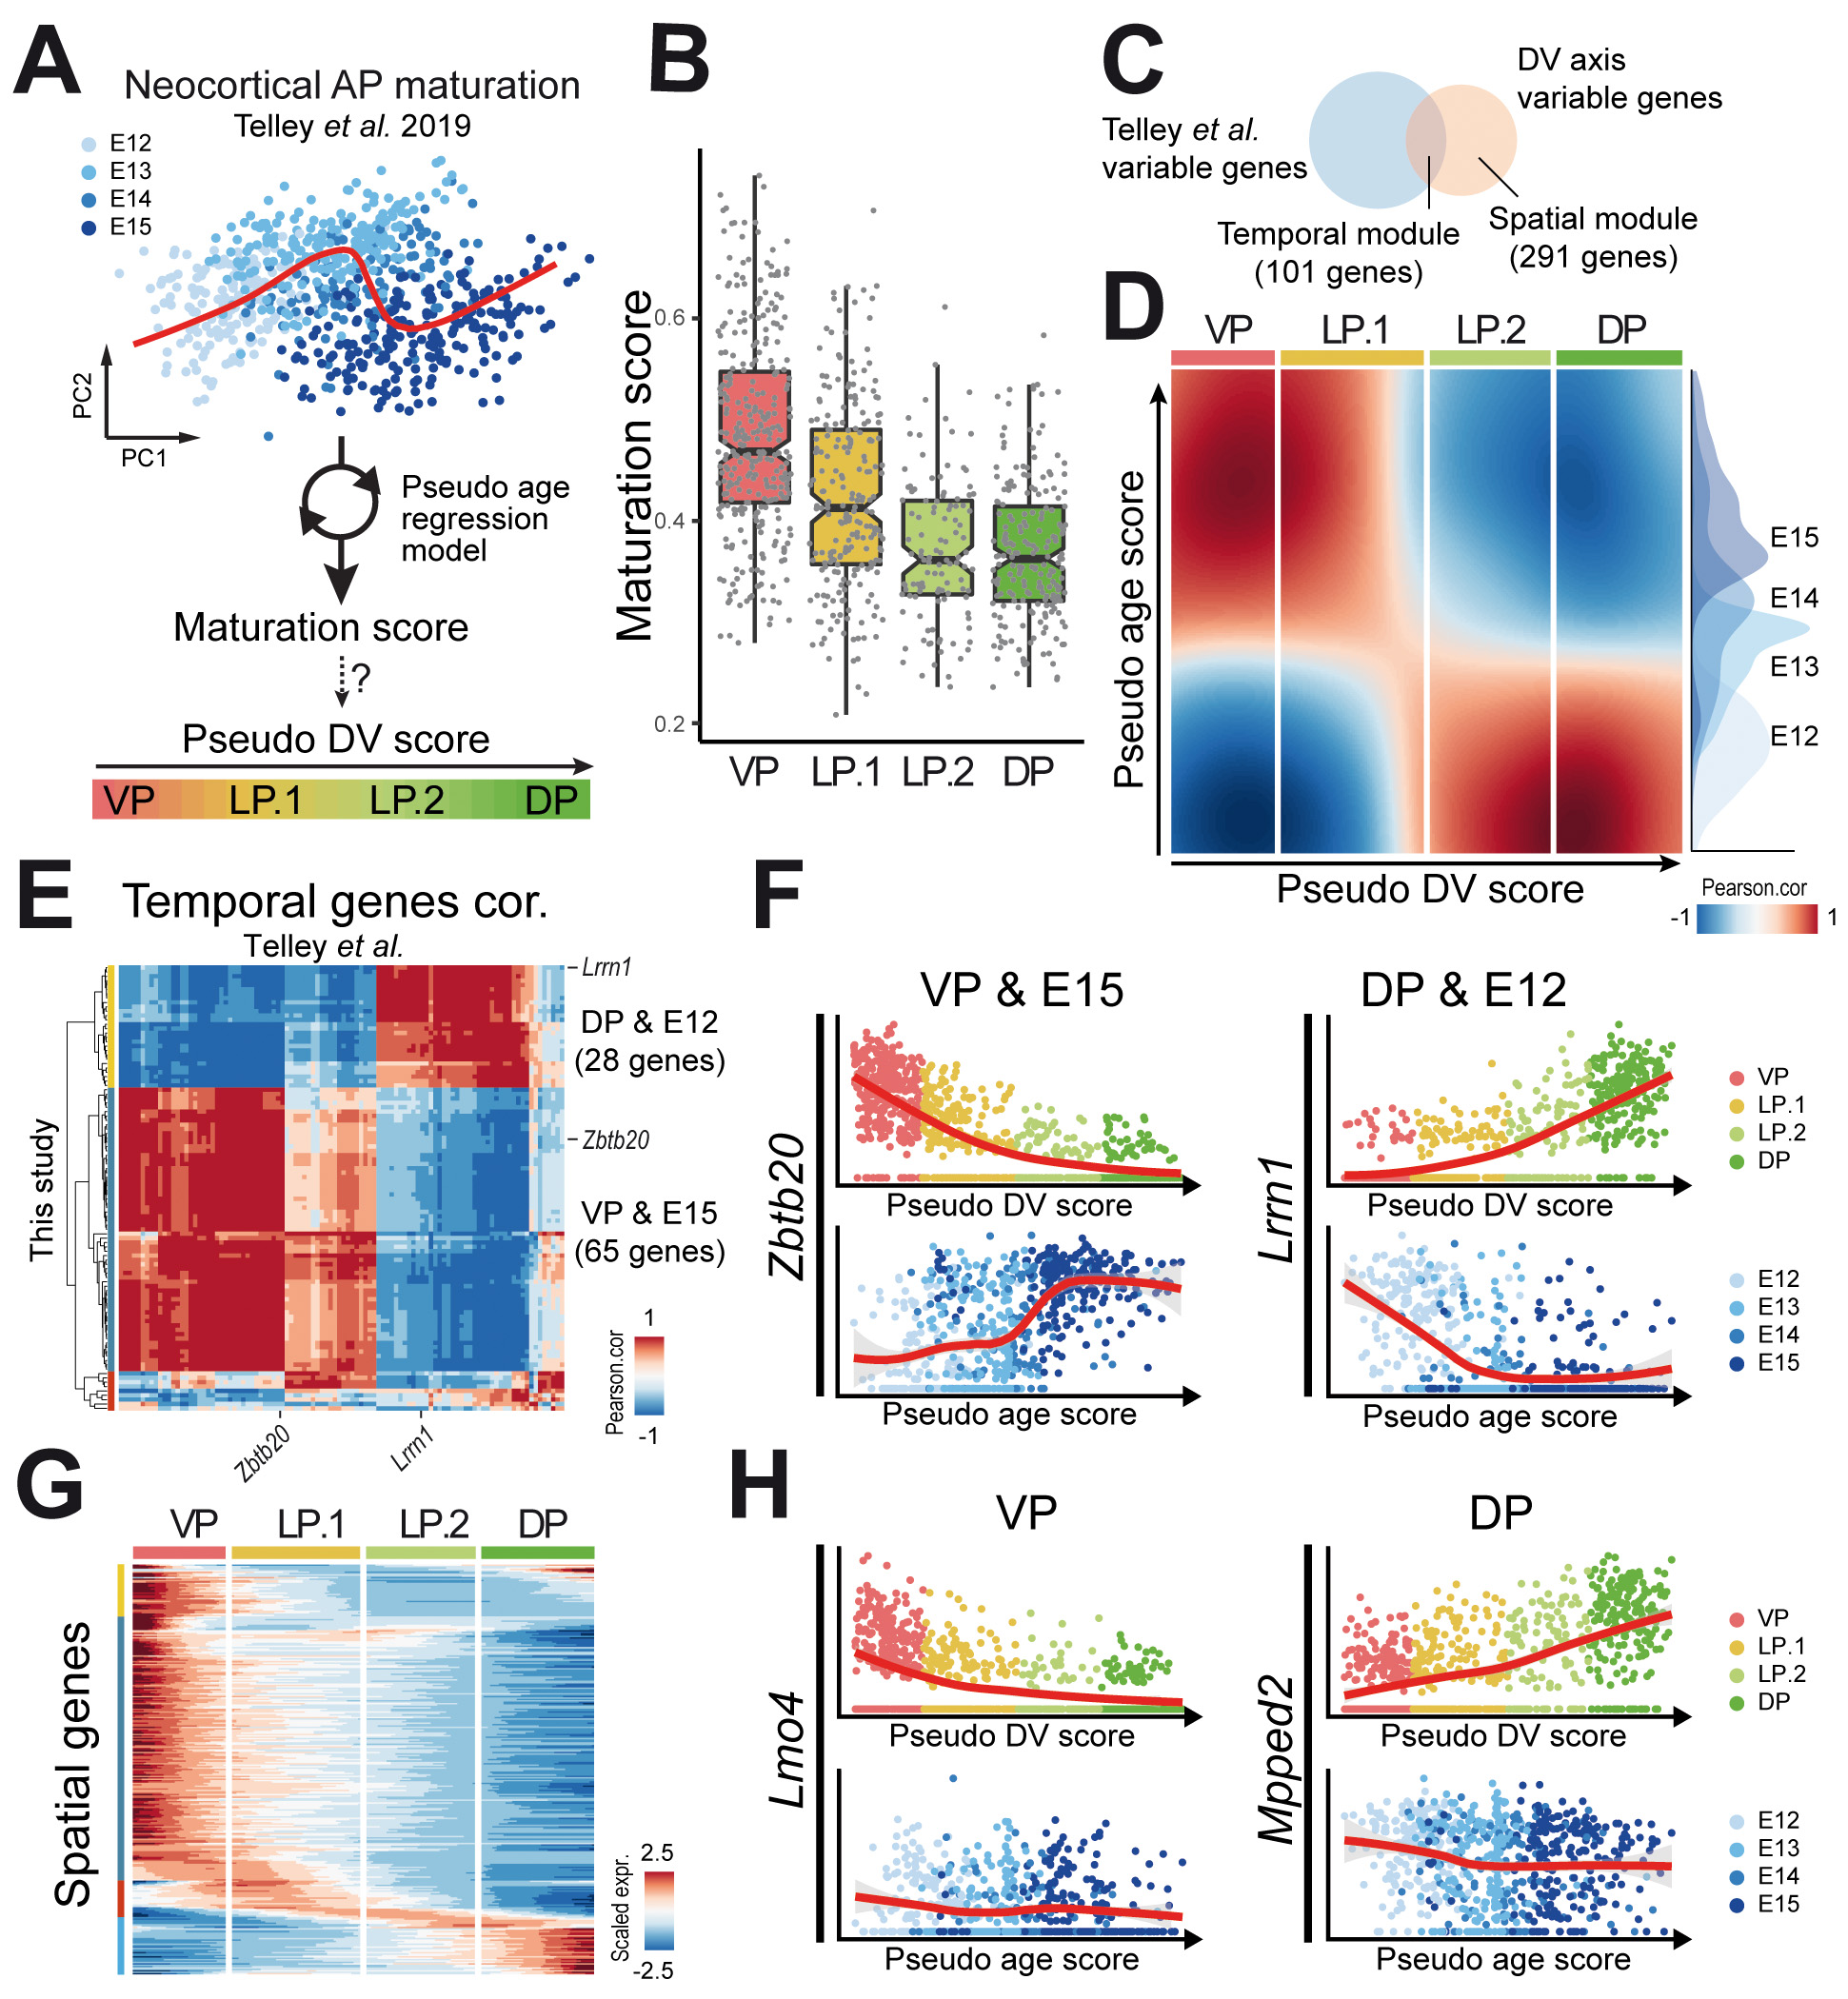 A
Neocortical AP maturation
Telley et al. 2019
E12
E13
E14
E15
PC2
PC1
Pseudo age
regression
model
Maturation score
?
Pseudo DV score
VP LP.1 LP.2 DP
B
Maturation score
0.6
0.4
0.2
VP LP.1 LP.2 DP
C
DV axis
variable genes
Telley et al.
variable genes
Temporal module
(101 genes)
Spatial module
(291 genes)
D
VP LP.1 LP.2 DP
Pseudo age score
E15
E14
E13
E12
Pseudo DV score
Pearson.cor
-1 1
E
Temporal genes cor.
Telley et al.
Lrrn1
DP & E12
(28 genes)
Zbtb20
VP & E15
(65 genes)
This study
1
Pearson.cor
-1
Zbtb20
Lrrn1
F
VP & E15
DP & E12
Zbtb20
Pseudo DV score
Pseudo age score
Lrrn1
Pseudo DV score
Pseudo age score
VP
LP.1
LP.2
DP
E12
E13
E14
E15
G
VP LP.1 LP.2 DP
Spatial genes
2.5
Scaled expr.
-2.5
H
VP
DP
Lmo4
Pseudo DV score
Pseudo age score
Mpped2
Pseudo DV score
Pseudo age score
VP
LP.1
LP.2
DP
E12
E13
E14
E15